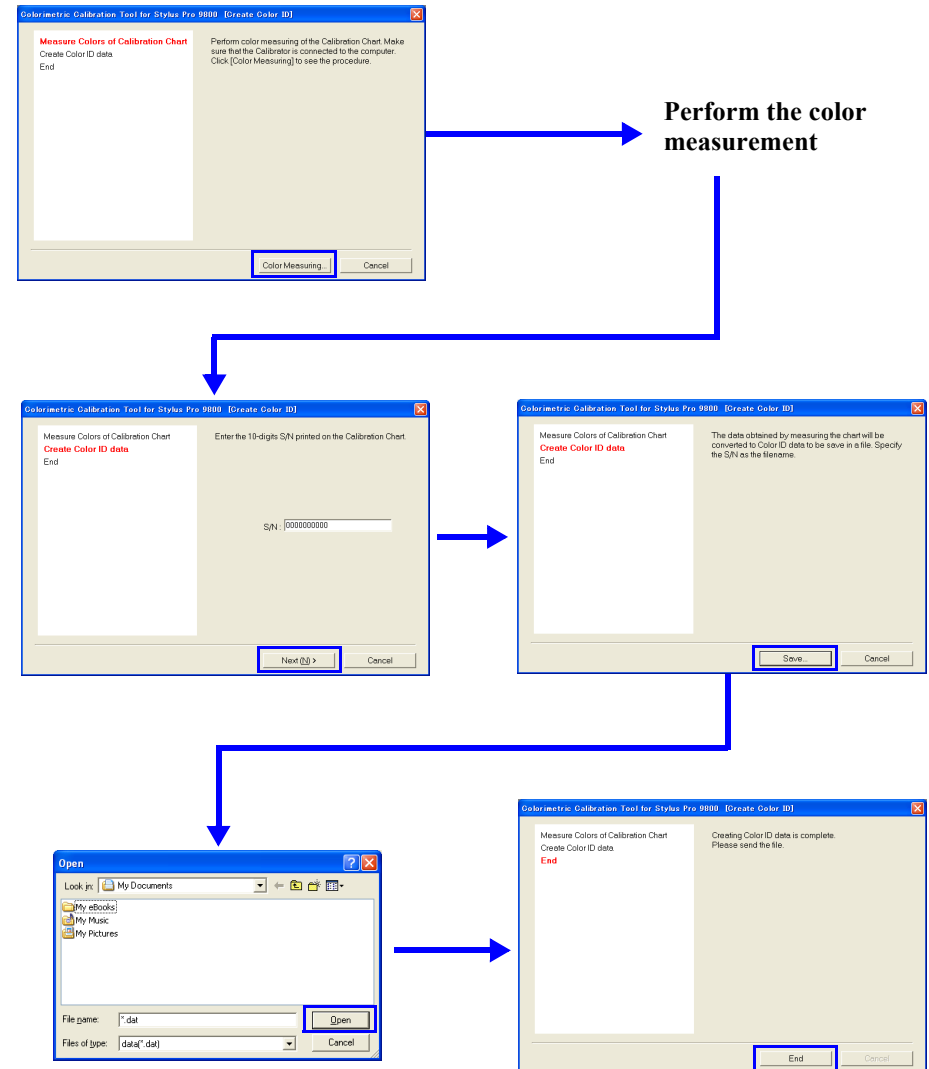 Colorimetric Calibration Tool for Stylus Pro 9800 [Create Color ID]
Measure Colors of Calibration Chart
Create Color ID data
End
Perform color measuring of the Calibration Chart. Make
sure that the Calibrator is connected to the computer.
Click [Color Measuring] to see the procedure.
Color Measuring...
Cancel
Perform the color
measurement
Colorimetric Calibration Tool for Stylus Pro 9800 [Create Color ID]
Measure Colors of Calibration Chart
Create Color ID data
End
Enter the 10-digits S/N printed on the Calibration Chart.
S/N : 0000000000
Next (N) >
Cancel
Colorimetric Calibration Tool for Stylus Pro 9800 [Create Color ID]
Measure Colors of Calibration Chart
Create Color ID data
End
The data obtained by measuring the chart will be
converted to Color ID data to be save in a file. Specify
the S/N as the filename.
Save...
Cancel
Open
Look in: My Documents
My eBooks
My Music
My Pictures
File name: *.dat
Open
Files of type: data(*.dat)
Cancel
Colorimetric Calibration Tool for Stylus Pro 9800 [Create Color ID]
Measure Colors of Calibration Chart
Create Color ID data
End
Creating Color ID data is complete.
Please send the file.
End
Cancel